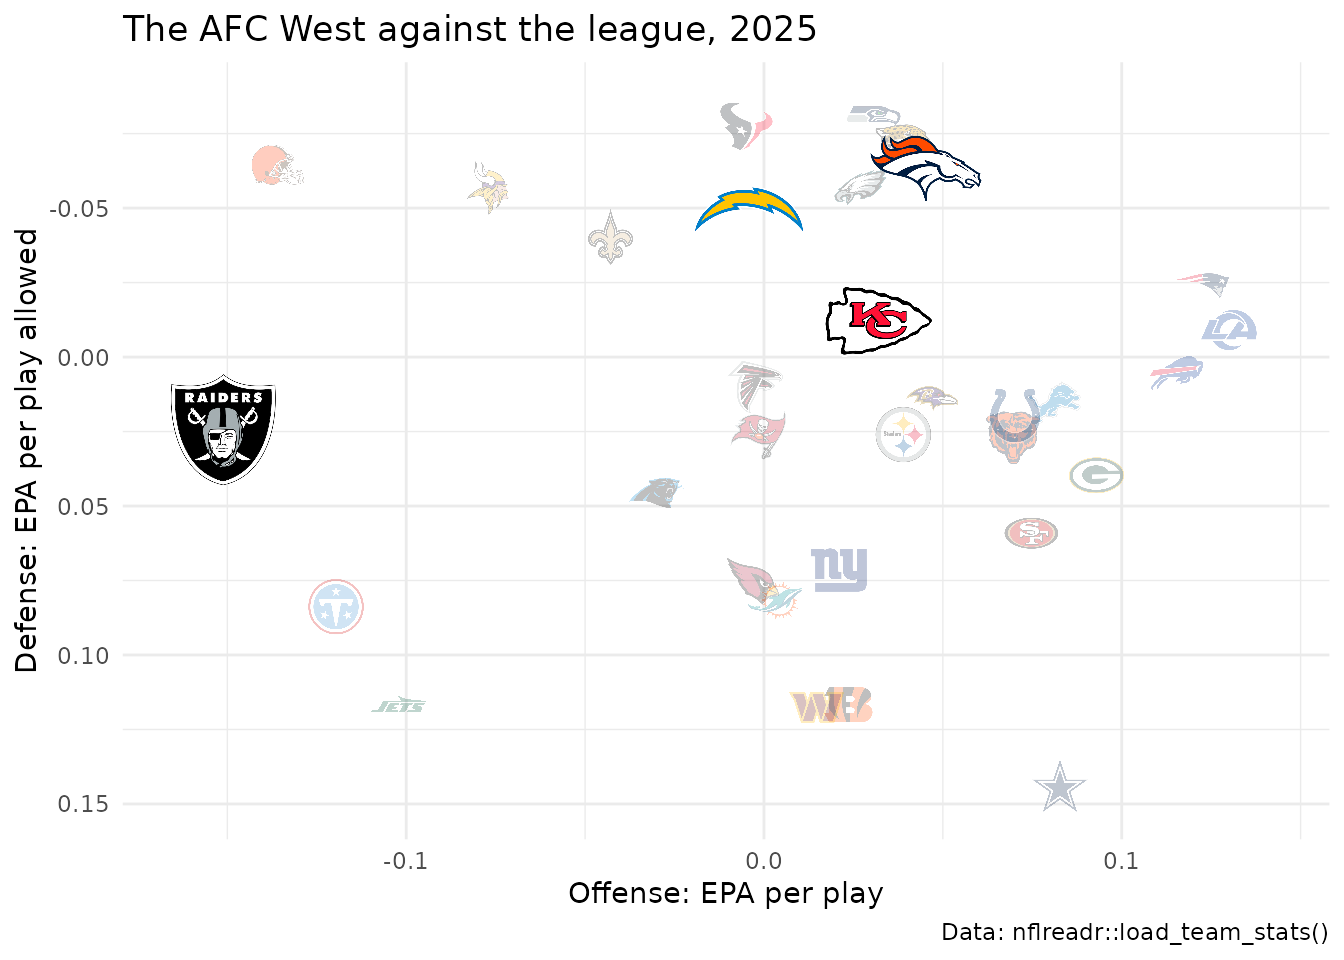 The AFC West against the league, 2025
Defense: EPA per play allowed
-0.05
0.00
0.05
0.10
0.15
RAIDERS
KC
LA
Steelers
G
SF
ny
T
JETS
W
B
-0.1
0.0
0.1
Offense: EPA per play
Data: nflreadr::load_team_stats()